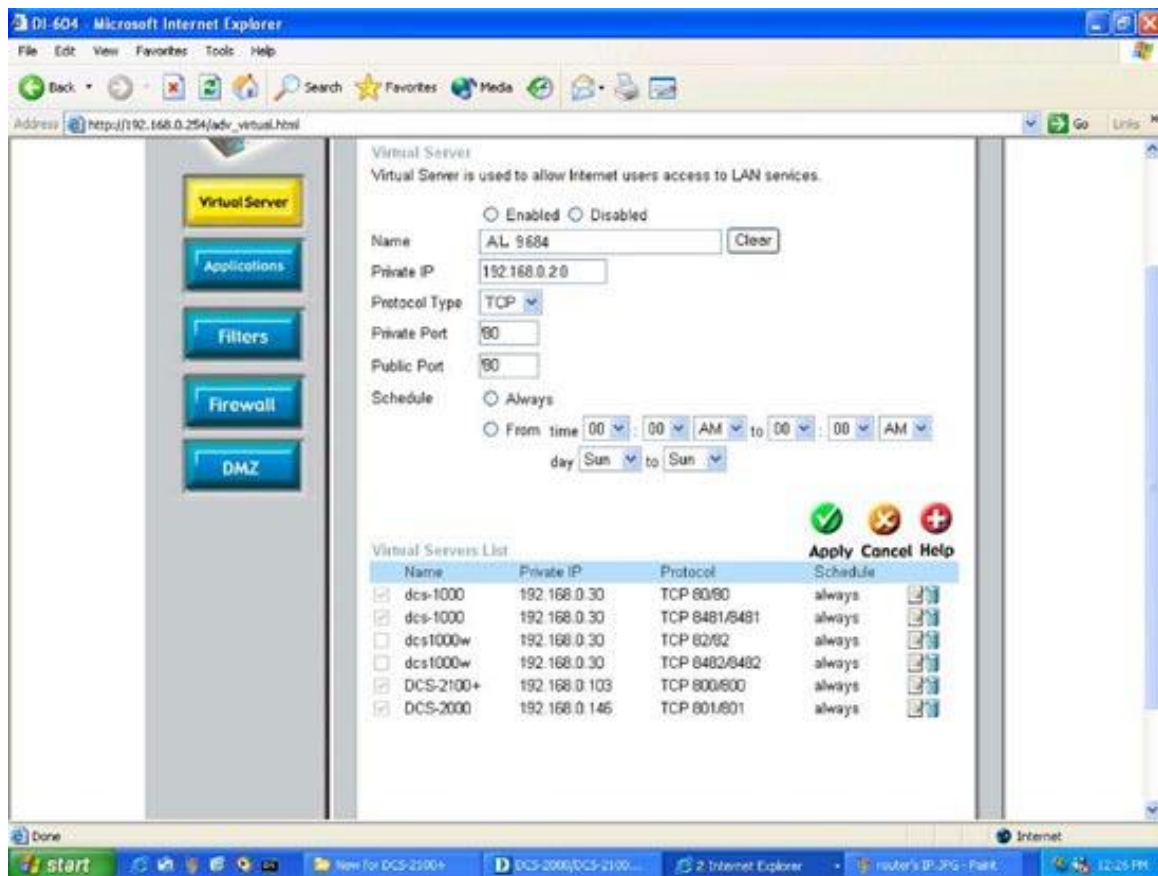 DI-604 - Microsoft Internet Explorer
File Edit View Favorites Tools Help
Back Search Favorites Media
Address http://192.168.0.254/adv_virtual.html Go Links
Virtual Server
Applications
Filters
Firewall
DMZ
Virtual Server
Virtual Server is used to allow Internet users access to LAN services.
Enabled Disabled
Name AL 9684 Clear
Private IP 192.168.0.20
Protocol Type TCP
Private Port 80
Public Port 80
Schedule Always
From time 00 : 00 AM to 00 : 00 AM
day Sun to Sun
Apply Cancel Help
Virtual Servers List
Name Private IP Protocol Schedule
dcs-1000 192.168.0.30 TCP 80/80 always
dcs-1000 192.168.0.30 TCP 8481/8481 always
dcs1000w 192.168.0.30 TCP 82/82 always
dcs1000w 192.168.0.30 TCP 8482/8482 always
DCS-2100+ 192.168.0.103 TCP 800/800 always
DCS-2000 192.168.0.146 TCP 801/801 always
Done Internet
start New for DCS-2100+ DCS-2000/DCS-2100... 2 Internet Explorer router's IP.JPG - Paint 12:26 PM